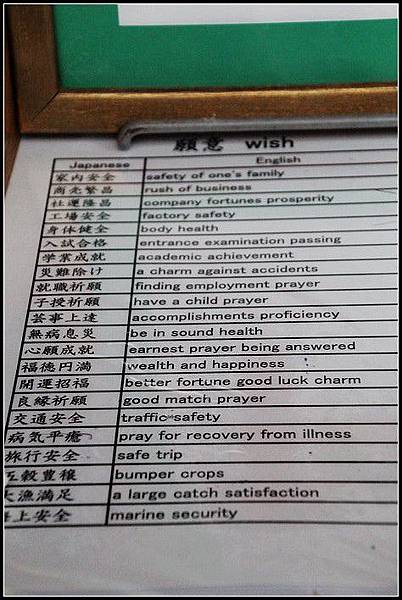 願意 wish
Japanese English
家内安全 safety of one's family
商売繁昌 rush of business
社運隆昌 company fortunes prosperity
工場安全 factory safety
身体健全 body health
入試合格 entrance examination passing
学業成就 academic achievement
災難除け a charm against accidents
就職祈願 finding employment prayer
子授祈願 have a child prayer
芸事上達 accomplishments proficiency
無病息災 be in sound health
心願成就 earnest prayer being answered
福徳円満 wealth and happiness
開運招福 better fortune good luck charm
良縁祈願 good match prayer
交通安全 traffic safety
病気平癒 pray for recovery from illness
旅行安全 safe trip
五穀豊穣 bumper crops
大漁満足 a large catch satisfaction
海上安全 marine security